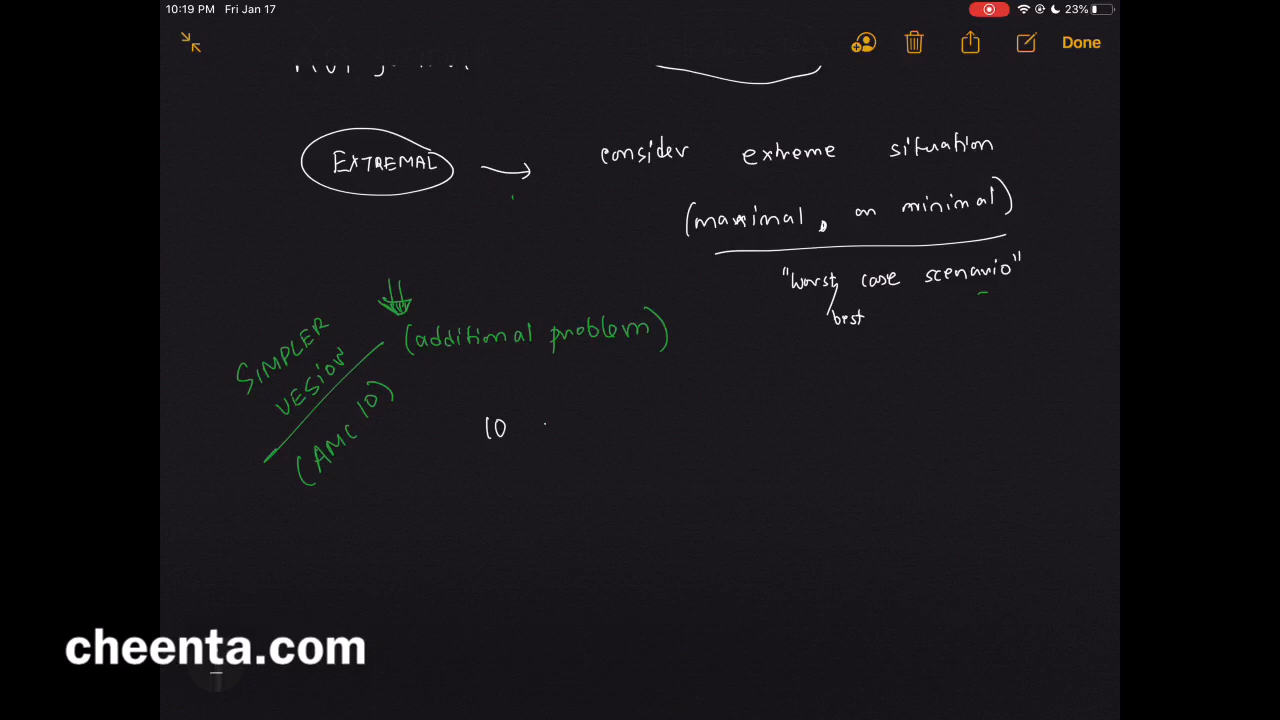 10:19 PM Fri Jan 17
23%
Done
EXTREMAL
consider extreme situation
(maximal, or minimal)
"worst case scenario"
best
(additional problem)
SIMPLER
VESION
(AMC 10)
10
cheenta.com